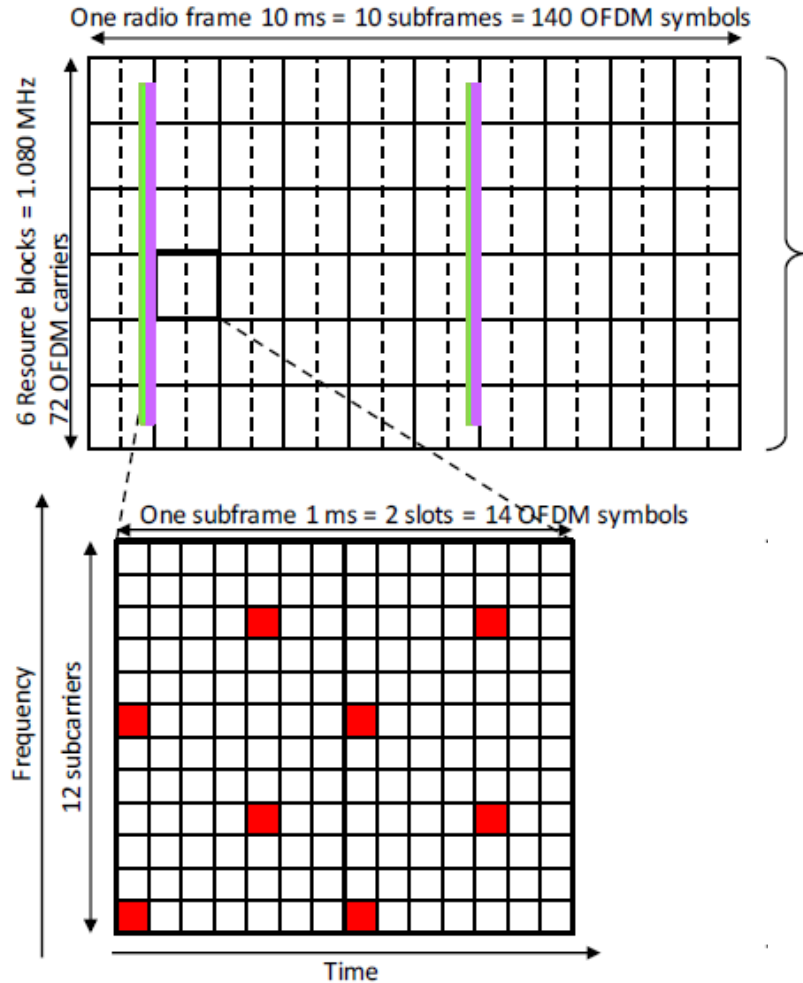 One radio frame 10 ms = 10 subframes = 140 OFDM symbols
6 Resource blocks = 1.080 MHz
72 OFDM carriers
One subframe 1 ms = 2 slots = 14 OFDM symbols
Frequency
12 subcarriers
Time